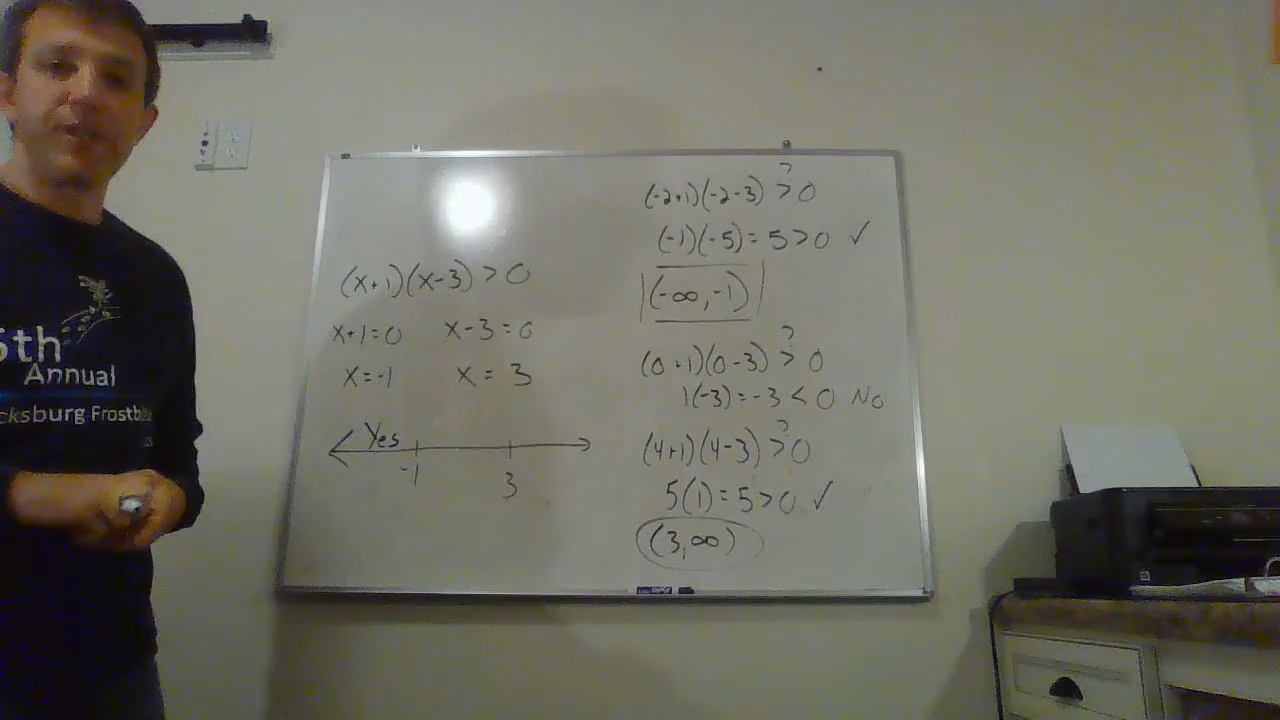 (x+1)(x-3) > 0
x+1=0 x-3=0
x=-1 x=3
Yes
-1 3
(-2+1)(-2-3) ?> 0
(-1)(-5) = 5 > 0 ✓
(-∞,-1)
(0+1)(0-3) ?> 0
1(-3) = -3 < 0 No
(4+1)(4-3) ?> 0
5(1) = 5 > 0 ✓
(3,∞)
5th
Annual